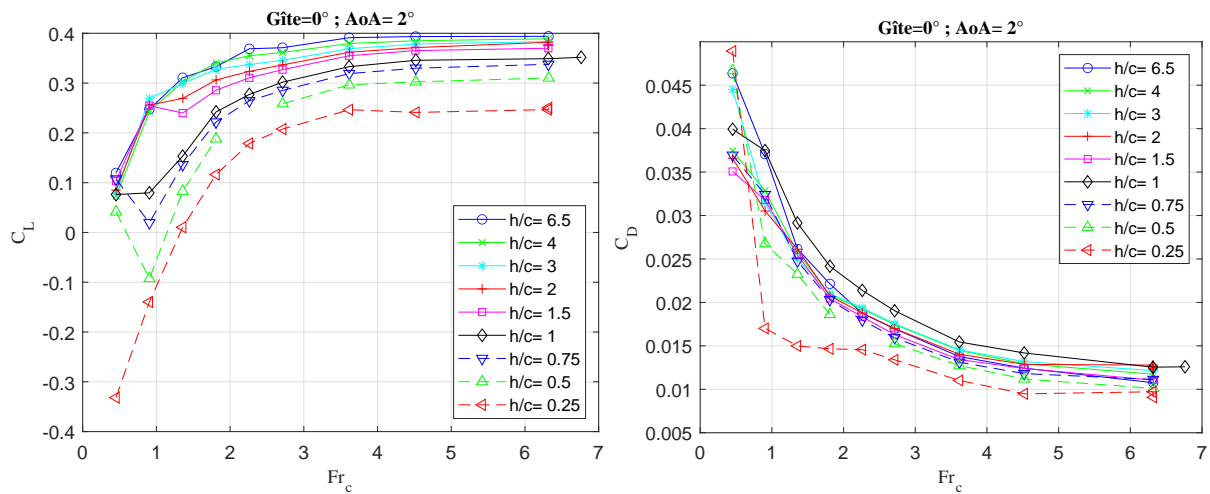 Gîte=0° ; AoA= 2°
0.4
0.3
0.2
0.1
0
-0.1
-0.2
-0.3
-0.4
C_L
0 1 2 3 4 5 6 7
Fr_c
h/c= 6.5
h/c= 4
h/c= 3
h/c= 2
h/c= 1.5
h/c= 1
h/c= 0.75
h/c= 0.5
h/c= 0.25
Gîte=0° ; AoA= 2°
0.045
0.04
0.035
0.03
0.025
0.02
0.015
0.01
0.005
C_D
0 1 2 3 4 5 6 7
Fr_c
h/c= 6.5
h/c= 4
h/c= 3
h/c= 2
h/c= 1.5
h/c= 1
h/c= 0.75
h/c= 0.5
h/c= 0.25